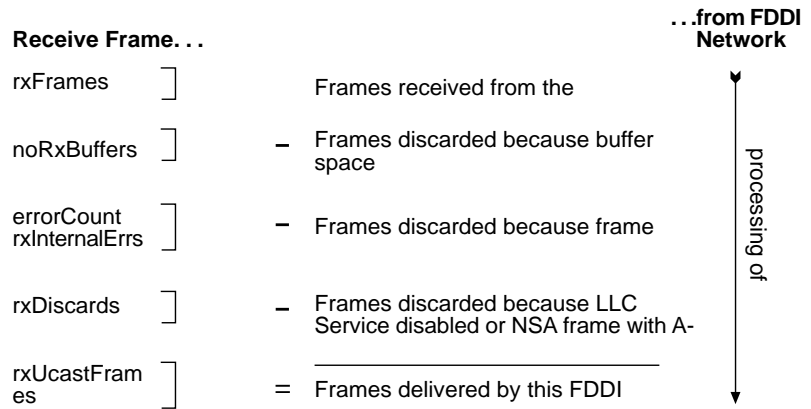 Receive Frame. . .
. . .from FDDI
Network
rxFrames
Frames received from the
noRxBuffers
– Frames discarded because buffer
space
errorCount
rxInternalErrs
– Frames discarded because frame
rxDiscards
– Frames discarded because LLC
Service disabled or NSA frame with A-
rxUcastFram
es
= Frames delivered by this FDDI
processing of